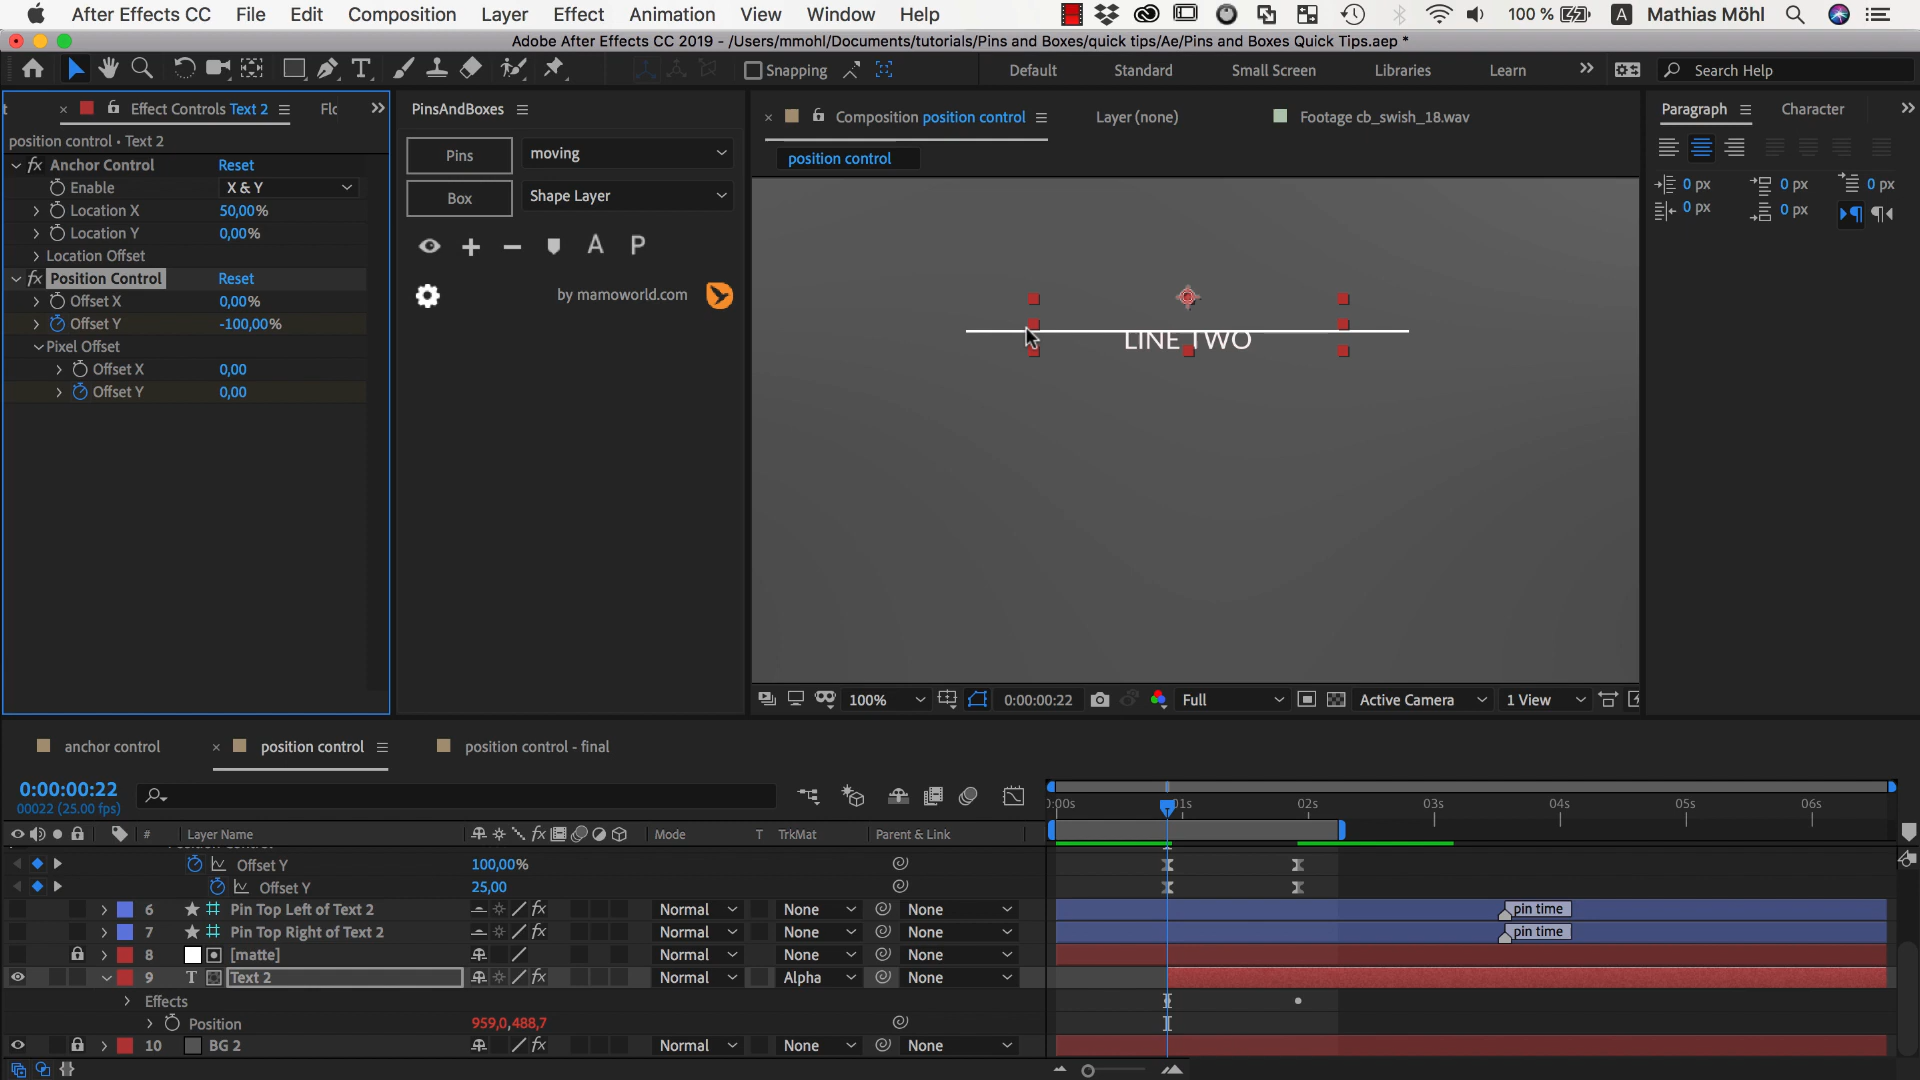 After Effects CC File Edit Composition Layer Effect Animation View Window Help 100 % A Mathias Möhl
Adobe After Effects CC 2019 - /Users/mmohl/Documents/tutorials/Pins and Boxes/quick tips/Ae/Pins and Boxes Quick Tips.aep *
Snapping Default Standard Small Screen Libraries Learn Search Help
Effect Controls Text 2
PinsAndBoxes
Composition position control Layer (none) Footage cb_swish_18.wav
Paragraph Character
position control • Text 2
position control
Anchor Control Reset
Enable X & Y
Location X 50,00%
Location Y 0,00%
Location Offset
Position Control Reset
Offset X 0,00%
Offset Y -100,00%
Pixel Offset
Offset X 0,00
Offset Y 0,00
Pins moving
Box Shape Layer
A P
by mamoworld.com
LINE TWO
0 px 0 px 0 px
0 px 0 px
100% 0:00:00:22 Full Active Camera 1 View
anchor control position control position control - final
0:00:00:22
00022 (25.00 fps)
# Layer Name Mode T TrkMat Parent & Link
:00s 01s 02s 03s 04s 05s 06s
Offset Y 100,00%
Offset Y 25,00
6 Pin Top Left of Text 2 Normal None None pin time
7 Pin Top Right of Text 2 Normal None None pin time
8 [matte] Normal None None
9 T Text 2 Normal Alpha None
Effects
Position 959,0,488,7
10 BG 2 Normal None None